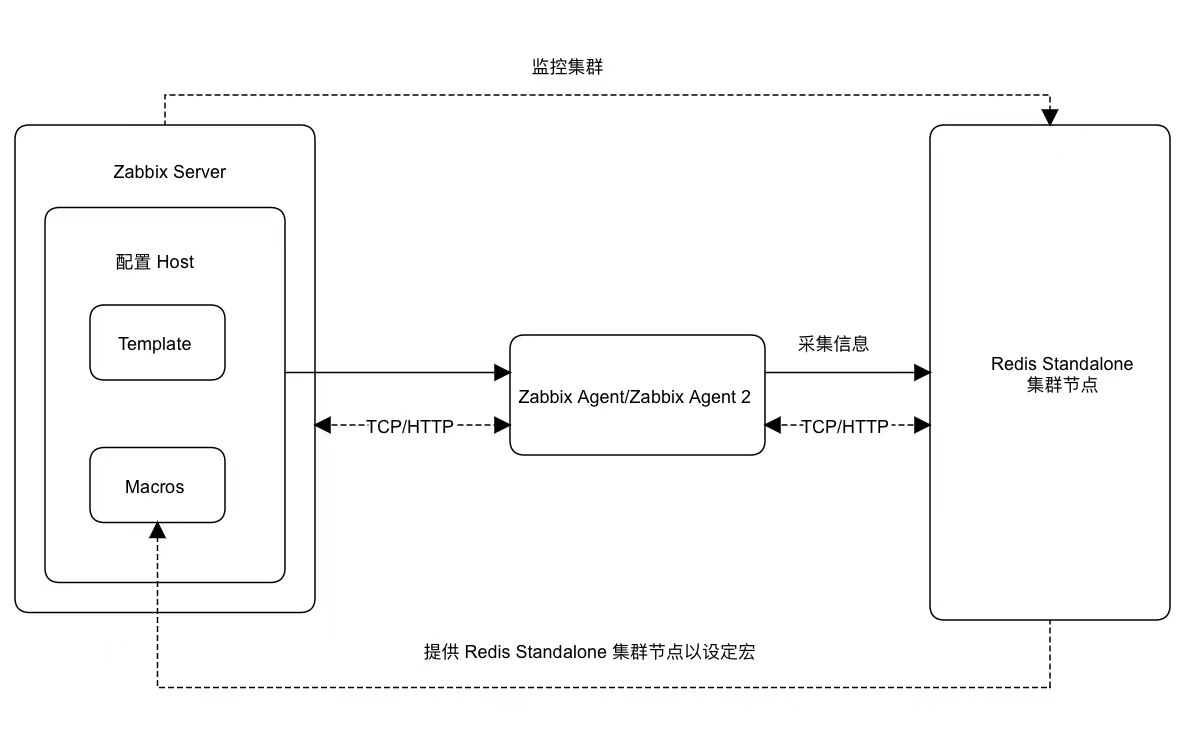 监控集群
Zabbix Server
配置 Host
Template
Macros
Zabbix Agent/Zabbix Agent 2
TCP/HTTP
采集信息
TCP/HTTP
Redis Standalone
集群节点
提供 Redis Standalone 集群节点以设定宏